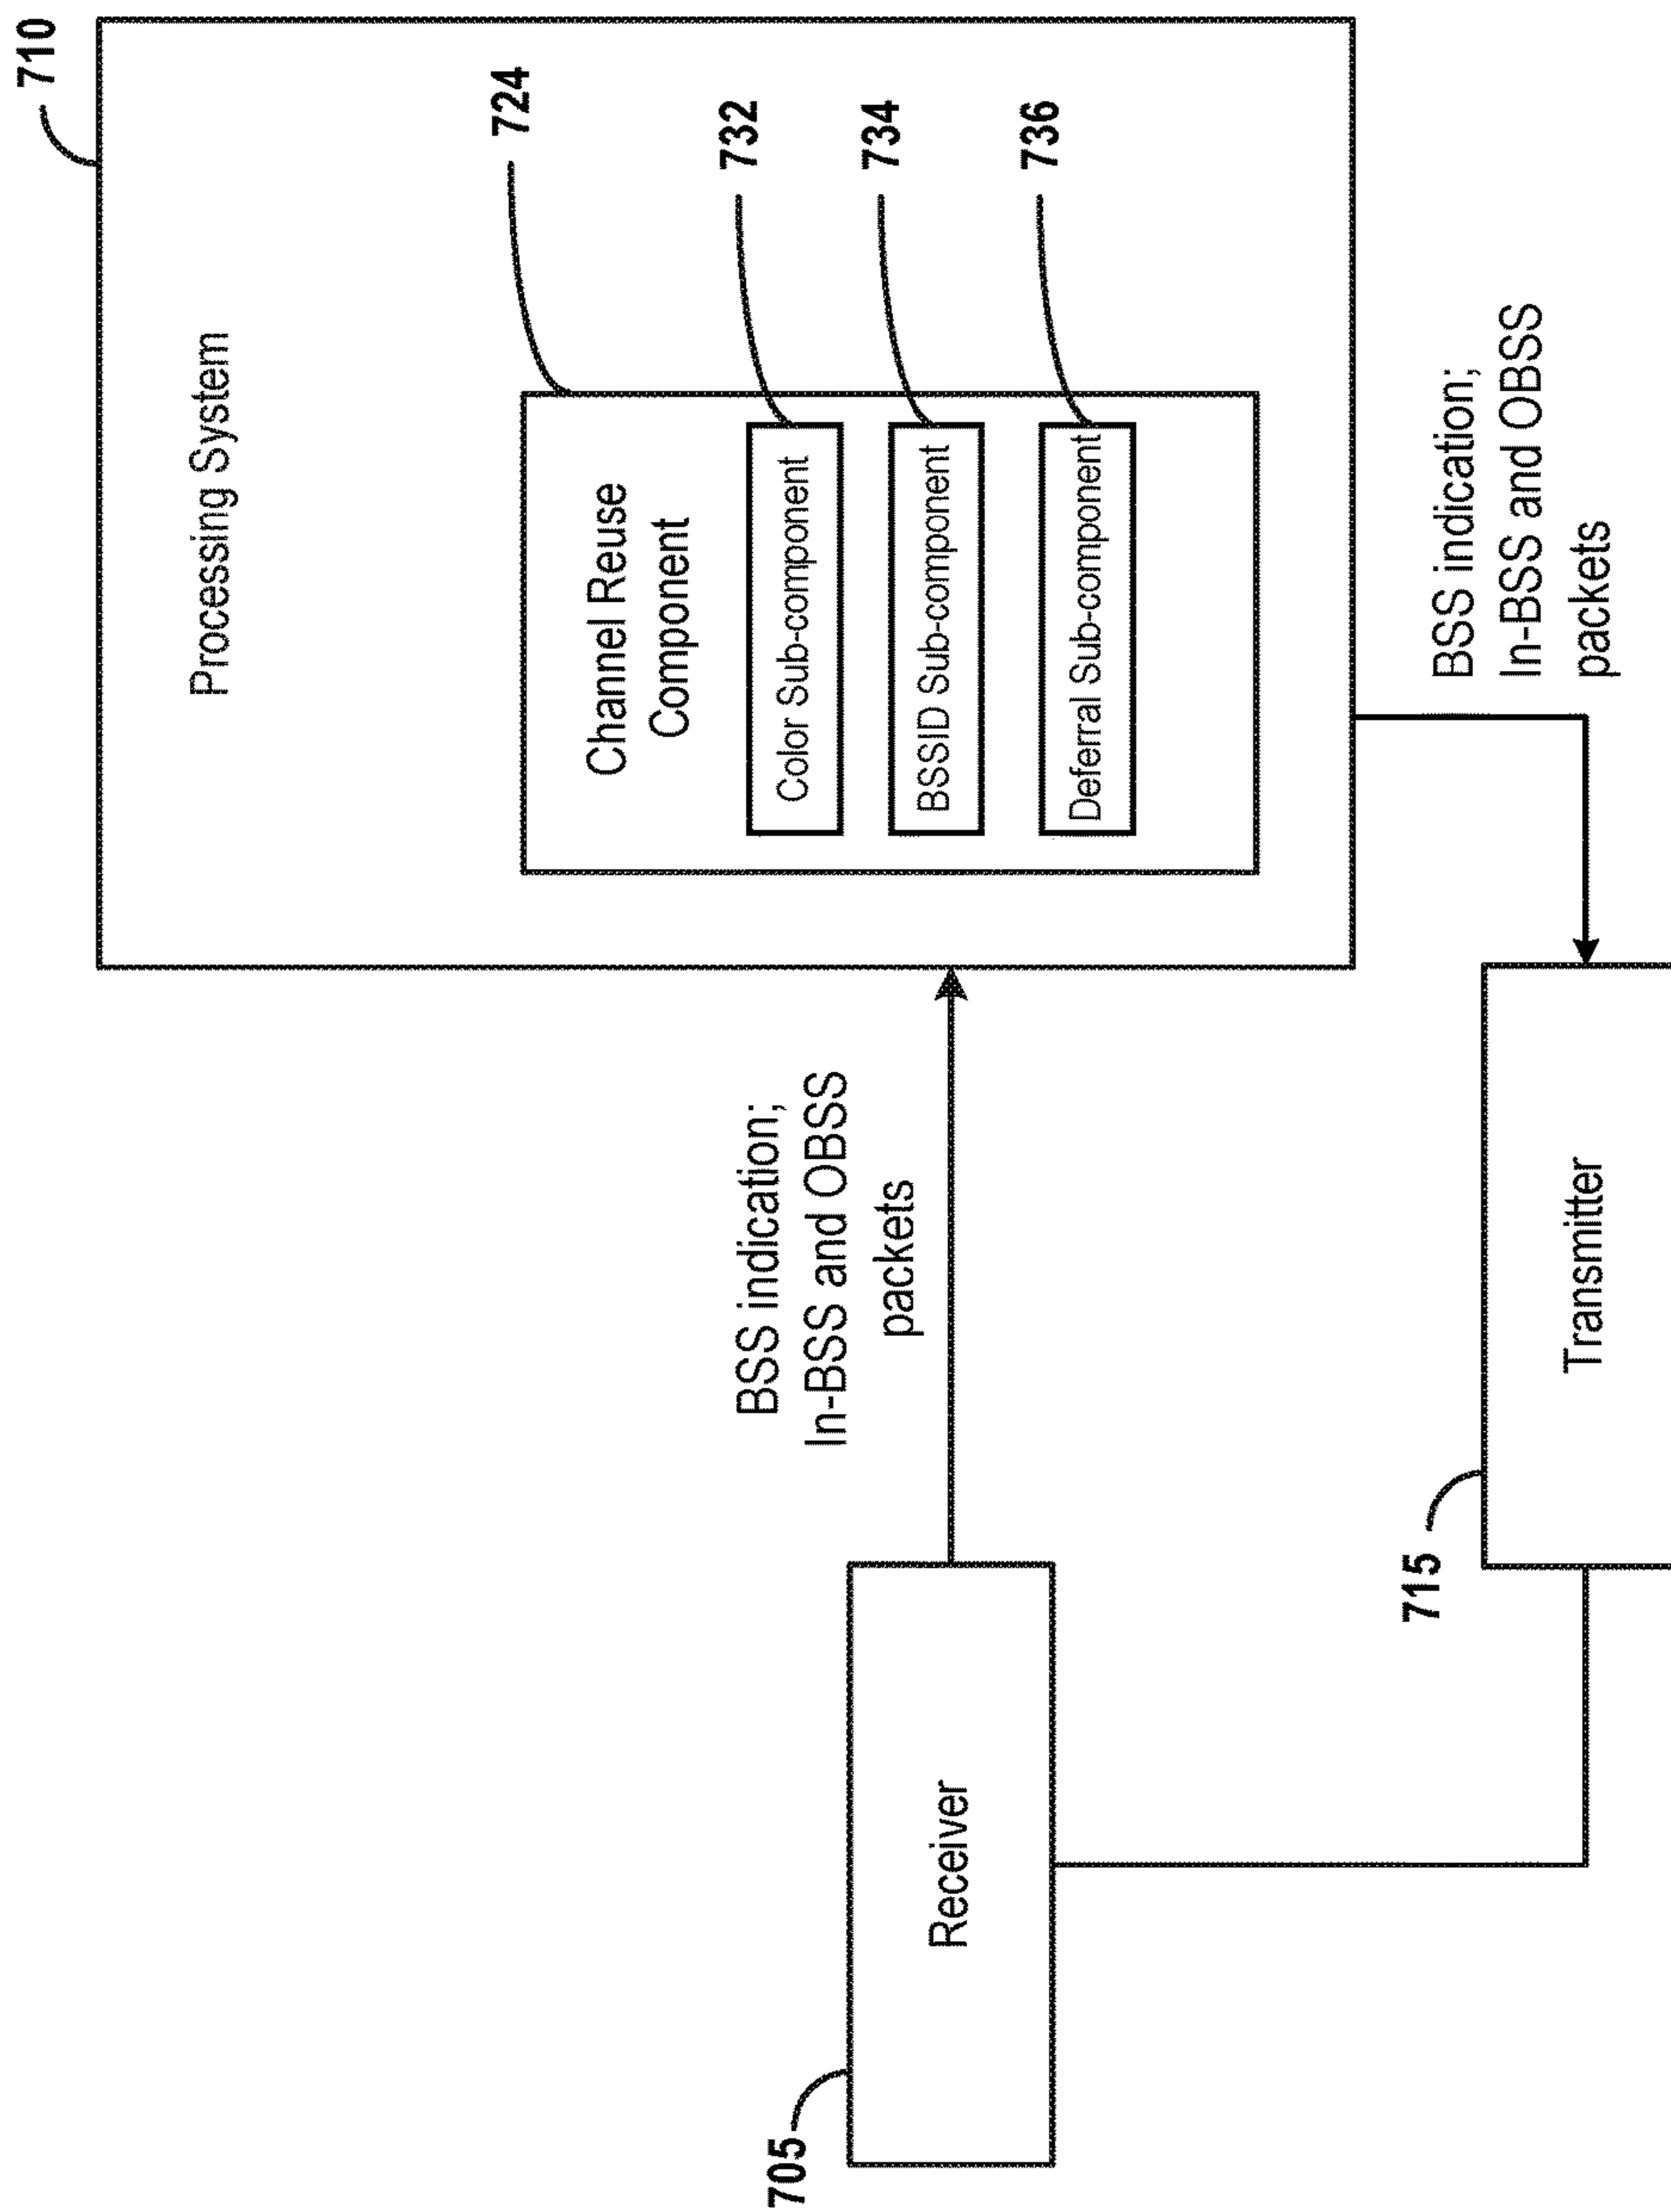 710
Processing System
724
Channel Reuse
Component
732
Color Sub-component
734
BSSID Sub-component
736
Deferral Sub-component
BSS indication;
In-BSS and OBSS
packets
BSS indication;
In-BSS and OBSS
packets
705
Receiver
715
Transmitter